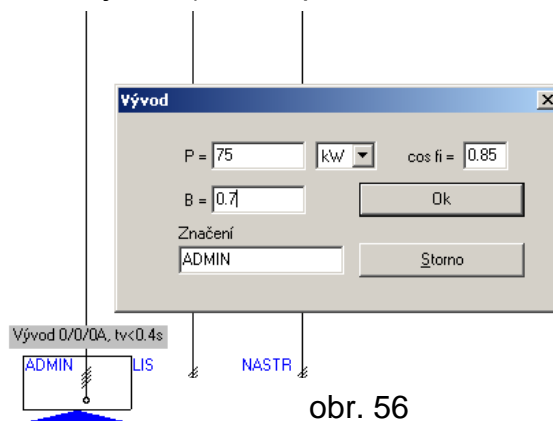 Vývod
P = 75 kW cos fi = 0.85
B = 0.7 Ok
Značení
ADMIN Storno
Vývod 0/0/0A, tv<0.4s
ADMIN LIS NASTR
obr. 56